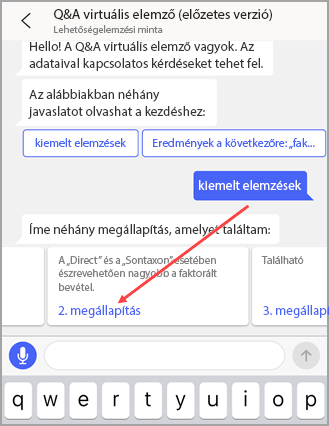 Q&A virtuális elemző (előzetes verzió)
Lehetőségelemzési minta
Hello! A Q&A virtuális elemző vagyok. Az
adataival kapcsolatos kérdéseket tehet fel.
Az alábbiakban néhány
javaslatot olvashat a kezdéshez:
kiemelt elemzések
Eredmények a következőre: „fak...
kiemelt elemzések
Íme néhány megállapítás, amelyet találtam:
A „Direct” és a „Sontaxon” esetében
észrevehetően nagyobb a faktorált
bevétel.
2. megállapítás
Található
3. megállapí
q w e r t y u i o p